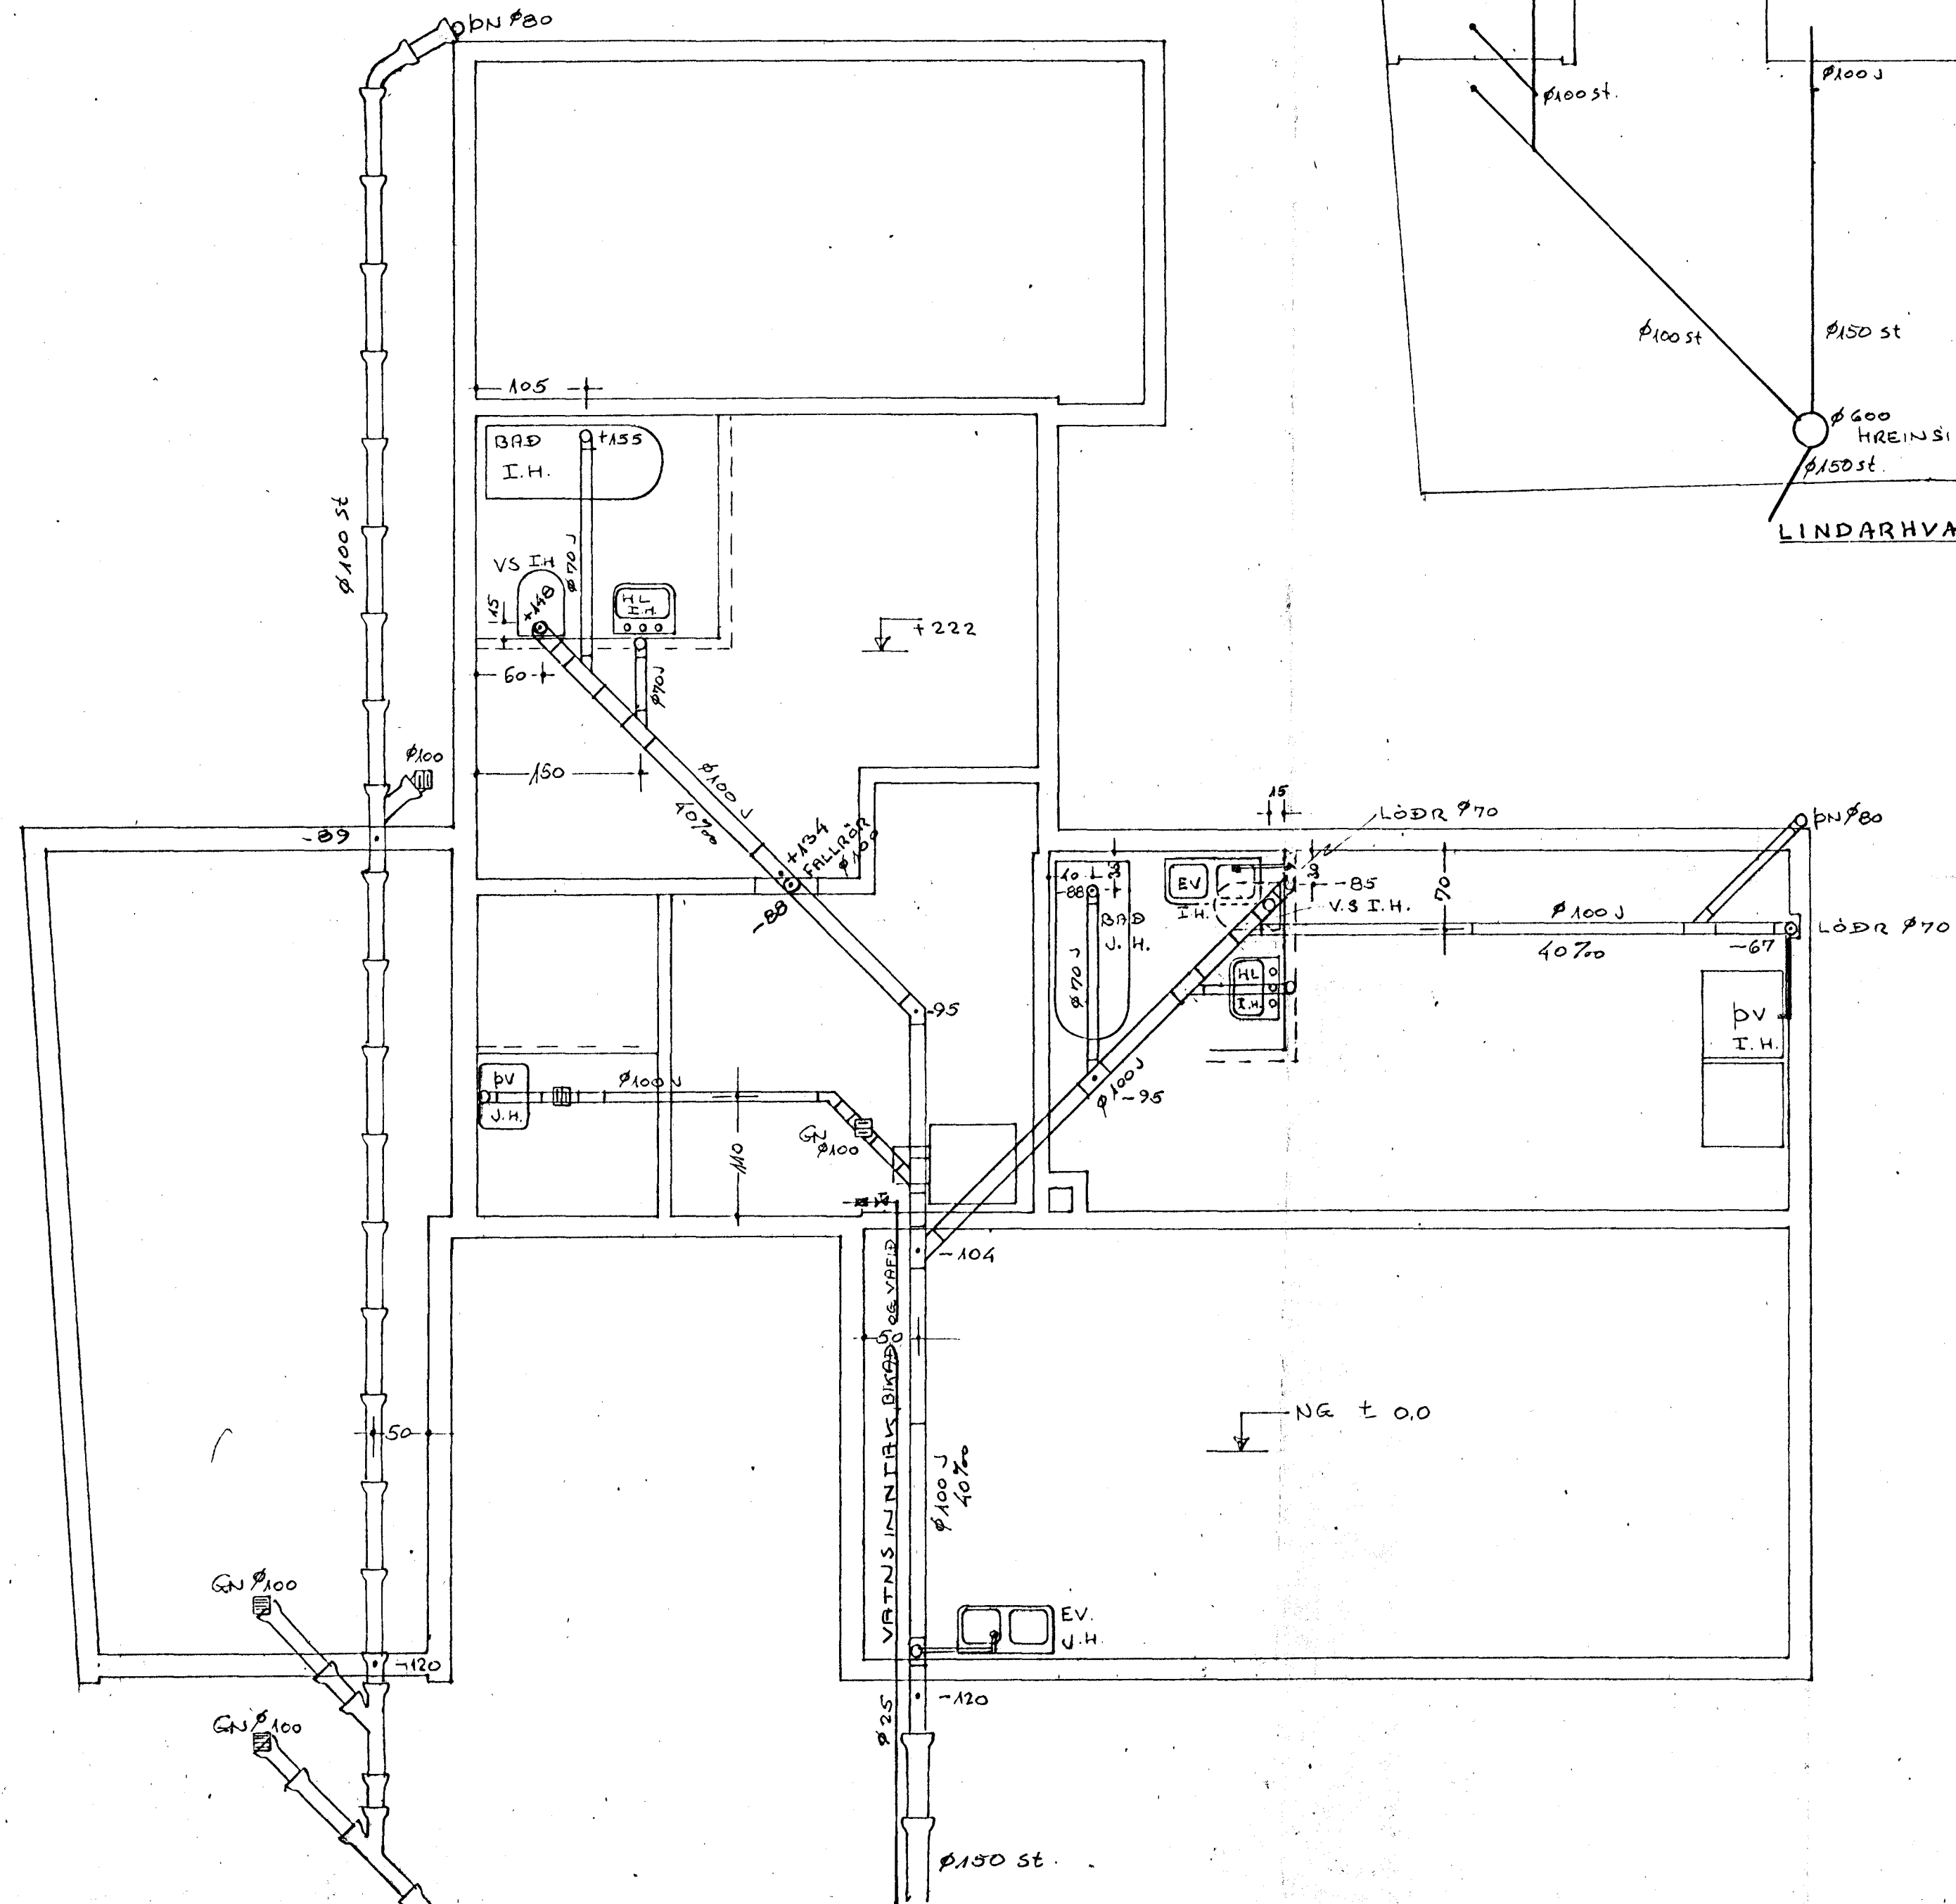 ÞN Ø80
Ø100 J
Ø100 st.
Ø100 st
Ø150 st
Ø600
HREINSI
Ø150 st.
LINDARHVA
105
BAÐ
I.H.
+155
Ø100 st
Ø70 J
VS I.H
+148
15
HL
I.H.
+222
60
Ø70 J
150
Ø100 J
40‰
Ø100
-89
+134
FALLRÖR
Ø100
-88
15
LÓÐR Ø70
ÞN Ø80
10
30
-88
BAÐ
J.H.
Ø70 J
EV
I.H.
30
-85
V.S I.H.
70
Ø100 J
40‰
-67
LÓÐR Ø70
HL
I.H.
ÞV
I.H.
-95
Ø100 J
-95
ÞV
J.H.
Ø100 J
GN
Ø100
110
-104
50
VATNSINNTAK BIKAÐ OG VAFIÐ
NG ± 0,0
50
Ø100 J
40‰
GN Ø100
EV.
J.H.
-120
-120
GN Ø100
Ø25
Ø150 st.